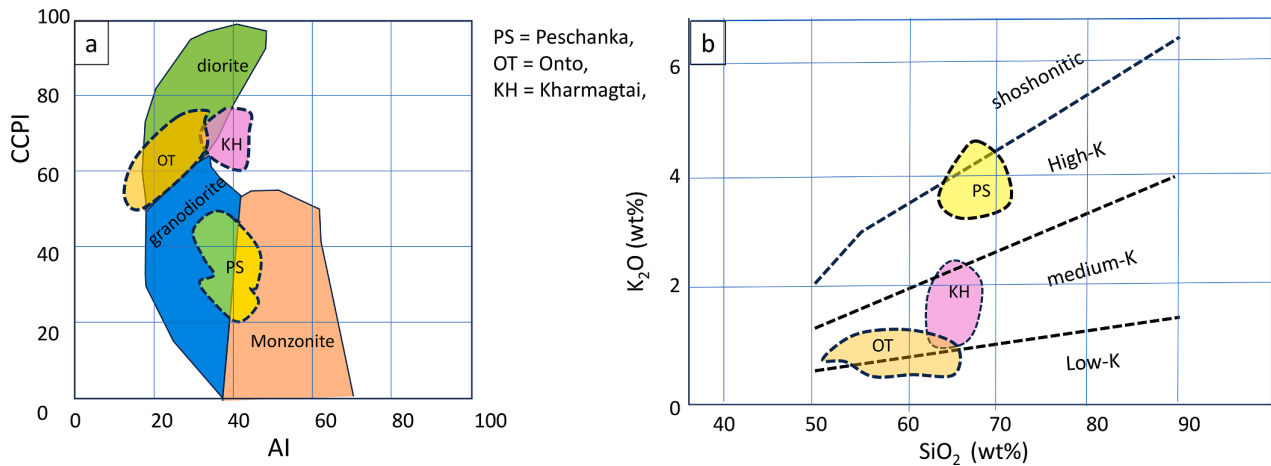 a
CCPI
100
80
60
40
20
0
0
20
40
60
80
100
AI
diorite
OT
KH
granodiorite
PS
Monzonite
PS = Peschanka,
OT = Onto,
KH = Kharmagtai,
b
K₂O (wt%)
6
4
2
0
40
50
60
70
80
90
SiO₂ (wt%)
shoshonitic
High-K
PS
medium-K
KH
OT
Low-K